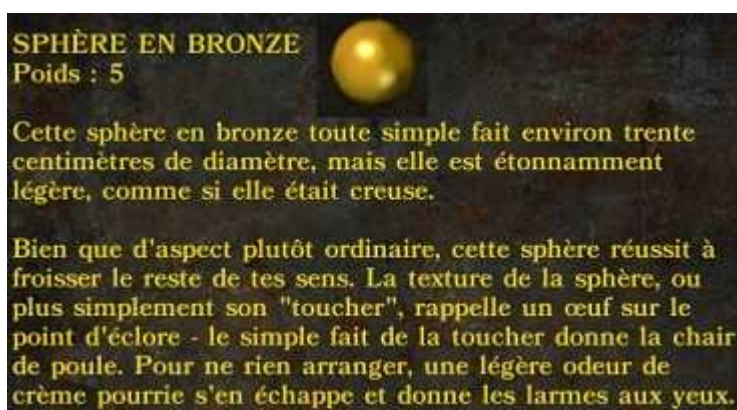 SPHÈRE EN BRONZE
Poids : 5
Cette sphère en bronze toute simple fait environ trente
centimètres de diamètre, mais elle est étonnamment
légère, comme si elle était creuse.
Bien que d'aspect plutôt ordinaire, cette sphère réussit à
froisser le reste de tes sens. La texture de la sphère, ou
plus simplement son "toucher", rappelle un œuf sur le
point d'éclore - le simple fait de la toucher donne la chair
de poule. Pour ne rien arranger, une légère odeur de
crème pourrie s'en échappe et donne les larmes aux yeux.